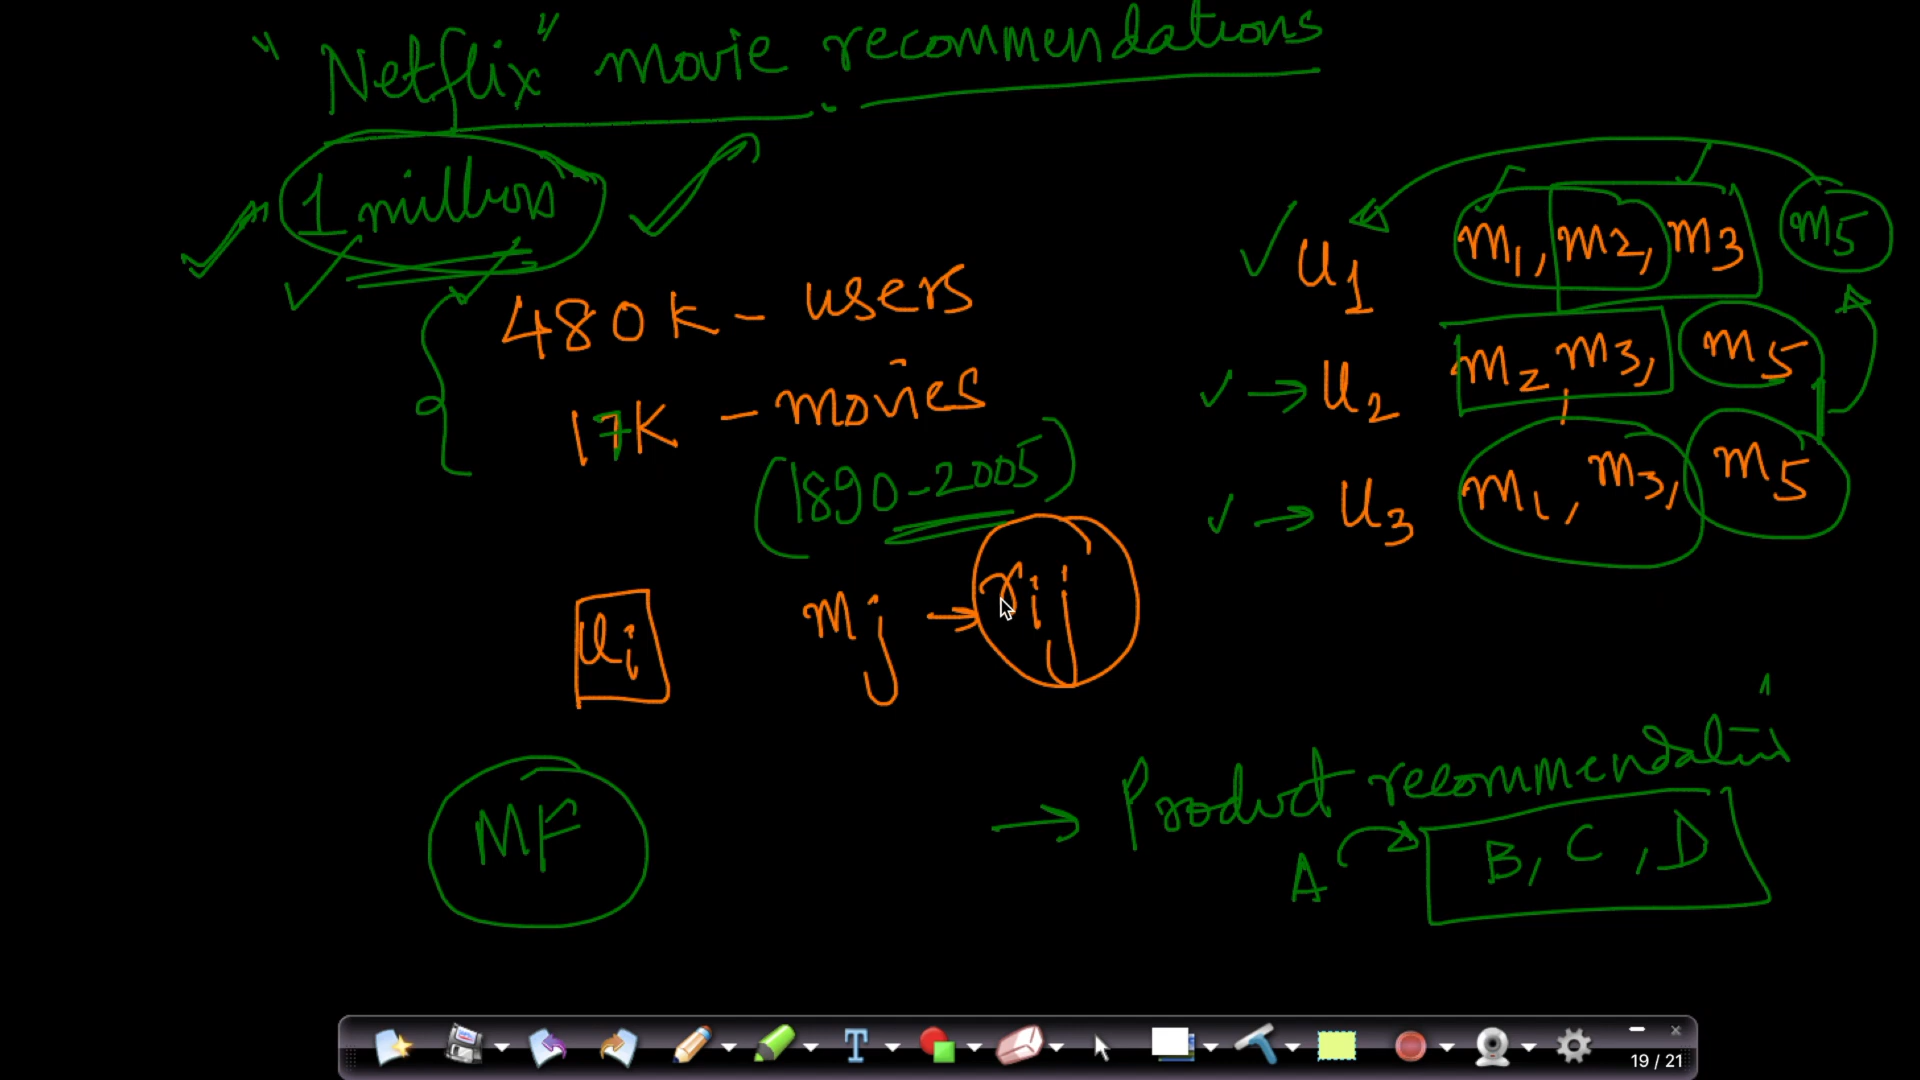 "Netflix" movie recommendations
1 million
480K - users
17K - movies
(1890-2005)
ui mj → rij
MF
✓ u1 m1, m2, m3 m5
✓ → u2 m2, m3, m5
✓ → u3 m1, m3, m5
→ Product recommendation
A B, C, D
19 / 21